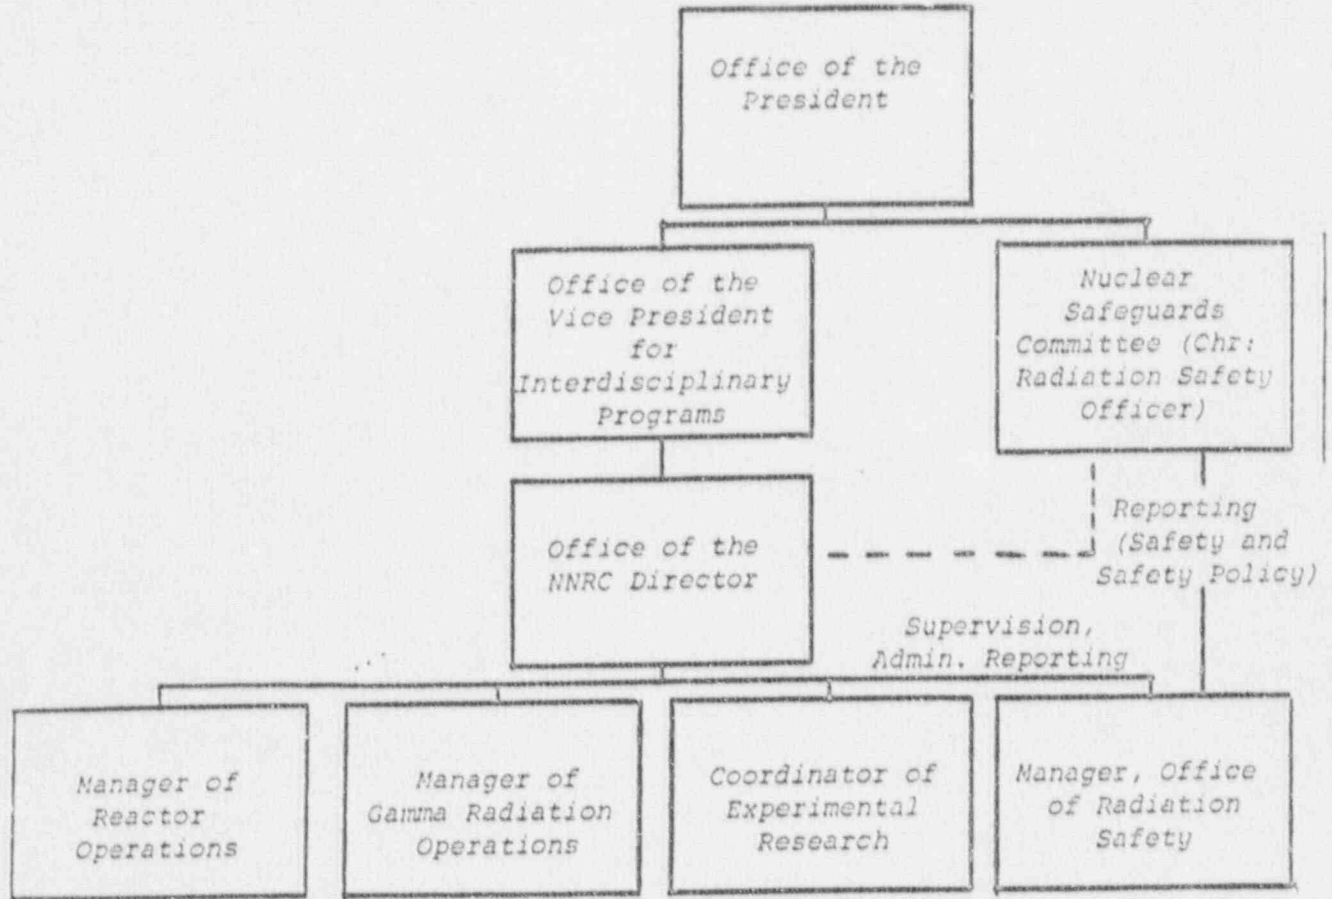 Office of the
President
Office of the
Vice President
for
Interdisciplinary
Programs
Nuclear
Safeguards
Committee (Chr:
Radiation Safety
Officer)
Office of the
NNRC Director
Reporting
(Safety and
Safety Policy)
Supervision,
Admin. Reporting
Manager of
Reactor
Operations
Manager of
Gamma Radiation
Operations
Coordinator of
Experimental
Research
Manager, Office
of Radiation
Safety